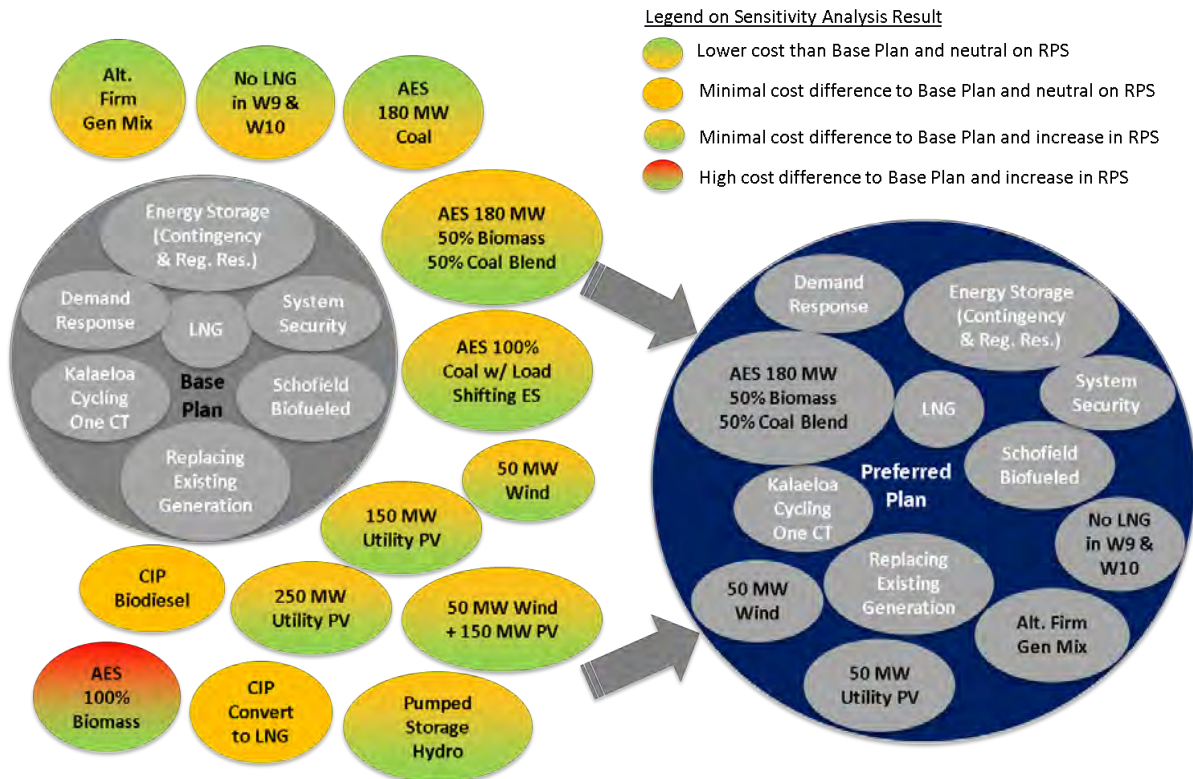 Legend on Sensitivity Analysis Result
Lower cost than Base Plan and neutral on RPS
Minimal cost difference to Base Plan and neutral on RPS
Minimal cost difference to Base Plan and increase in RPS
High cost difference to Base Plan and increase in RPS
Alt.
Firm
Gen Mix
No LNG
in W9 &
W10
AES
180 MW
Coal
AES 180 MW
50% Biomass
50% Coal Blend
Energy Storage
(Contingency
& Reg. Res.)
Demand
Response
LNG
System
Security
Kalaeloa
Cycling
One CT
Base
Plan
Schofield
Biofueled
Replacing
Existing
Generation
AES 100%
Coal w/ Load
Shifting ES
50 MW
Wind
150 MW
Utility PV
CIP
Biodiesel
250 MW
Utility PV
50 MW Wind
+ 150 MW PV
AES
100%
Biomass
CIP
Convert
to LNG
Pumped
Storage
Hydro
Demand
Response
Energy Storage
(Contingency
& Reg. Res.)
AES 180 MW
50% Biomass
50% Coal Blend
LNG
System
Security
Schofield
Biofueled
Preferred
Plan
Kalaeloa
Cycling
One CT
No LNG
in W9 &
W10
Replacing
Existing
Generation
50 MW
Wind
Alt. Firm
Gen Mix
50 MW
Utility PV